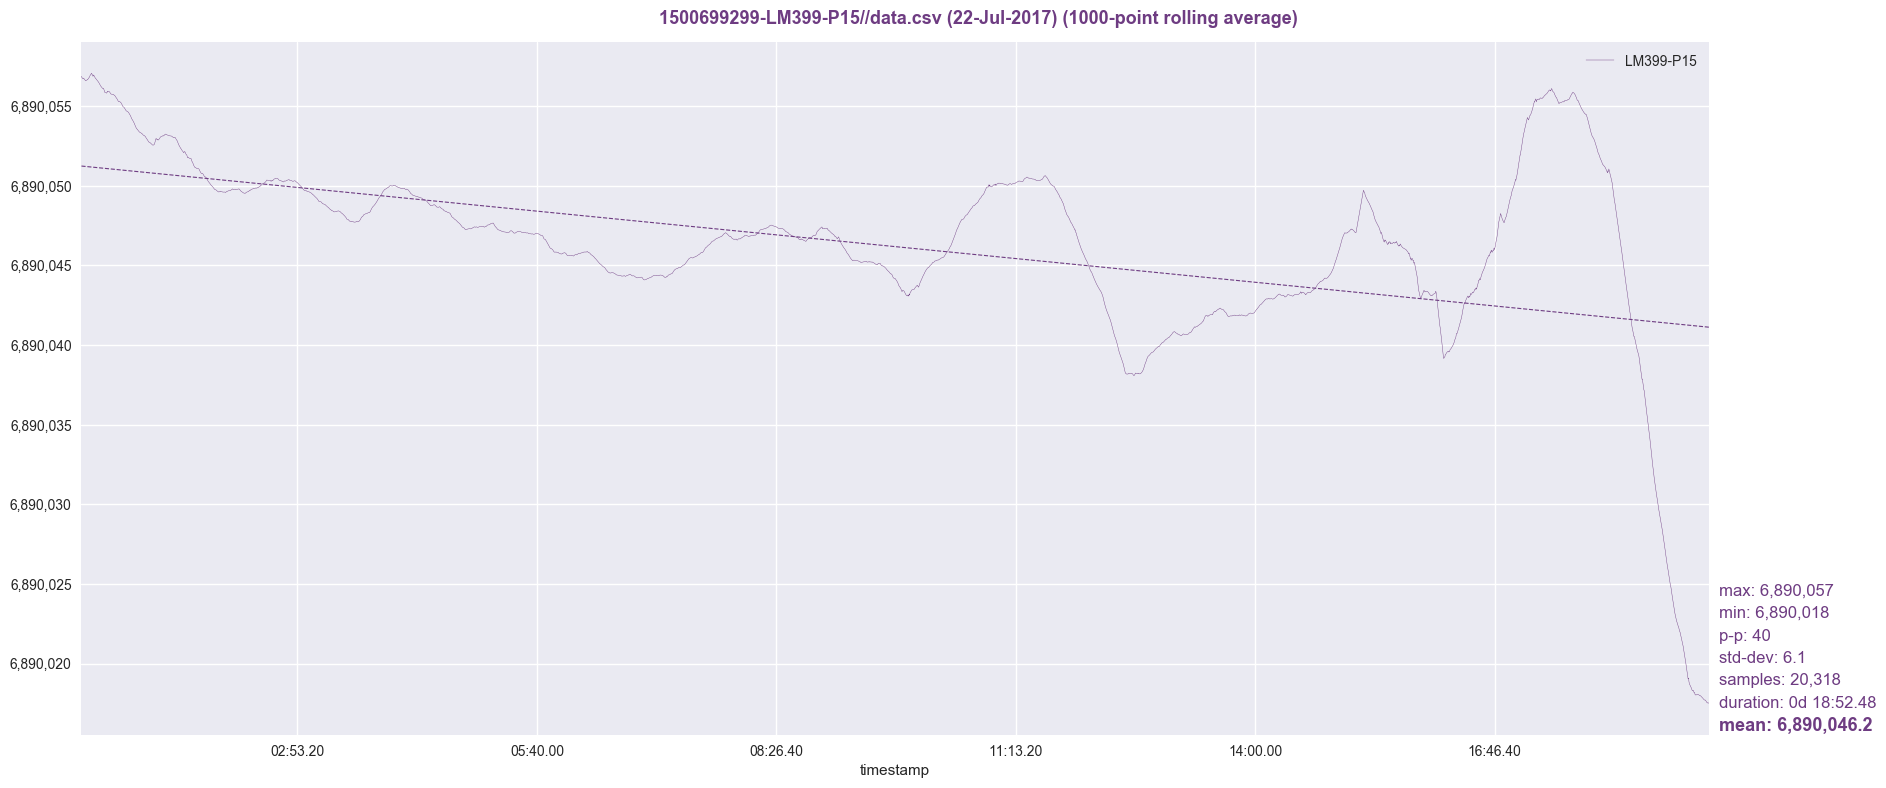 1500699299-LM399-P15//data.csv (22-Jul-2017) (1000-point rolling average)
LM399-P15
6,890,055
6,890,050
6,890,045
6,890,040
6,890,035
6,890,030
6,890,025
6,890,020
max: 6,890,057
min: 6,890,018
p-p: 40
std-dev: 6.1
samples: 20,318
duration: 0d 18:52.48
mean: 6,890,046.2
02:53.20
05:40.00
08:26.40
11:13.20
14:00.00
16:46.40
timestamp